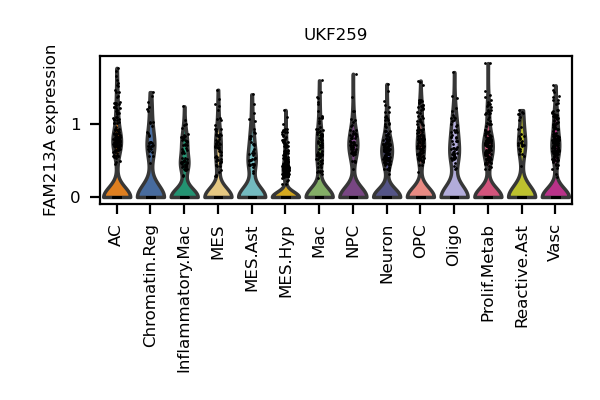 UKF259
FAM213A expression
1
0
AC
Chromatin.Reg
Inflammatory.Mac
MES
MES.Ast
MES.Hyp
Mac
NPC
Neuron
OPC
Oligo
Prolif.Metab
Reactive.Ast
Vasc